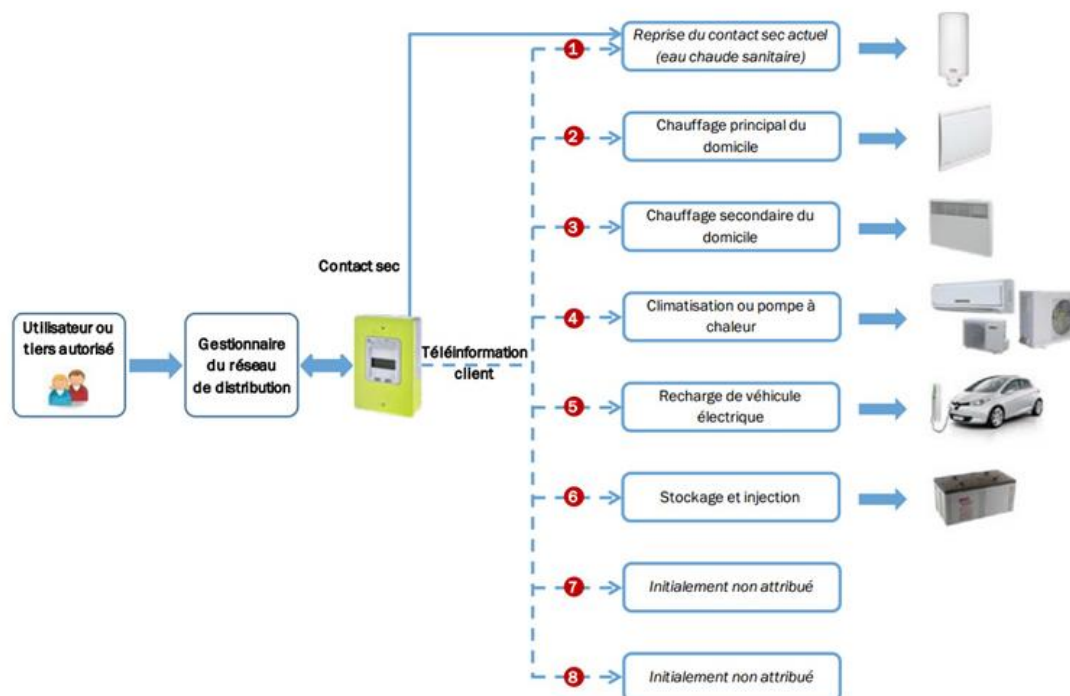 1
Reprise du contact sec actuel
(eau chaude sanitaire)
2
Chauffage principal du
domicile
3
Chauffage secondaire du
domicile
Contact sec
Utilisateur ou
tiers autorisé
Gestionnaire
du réseau
de distribution
Téléinformation
client
4
Climatisation ou pompe à
chaleur
5
Recharge de véhicule
électrique
6
Stockage et injection
7
Initialement non attribué
8
Initialement non attribué